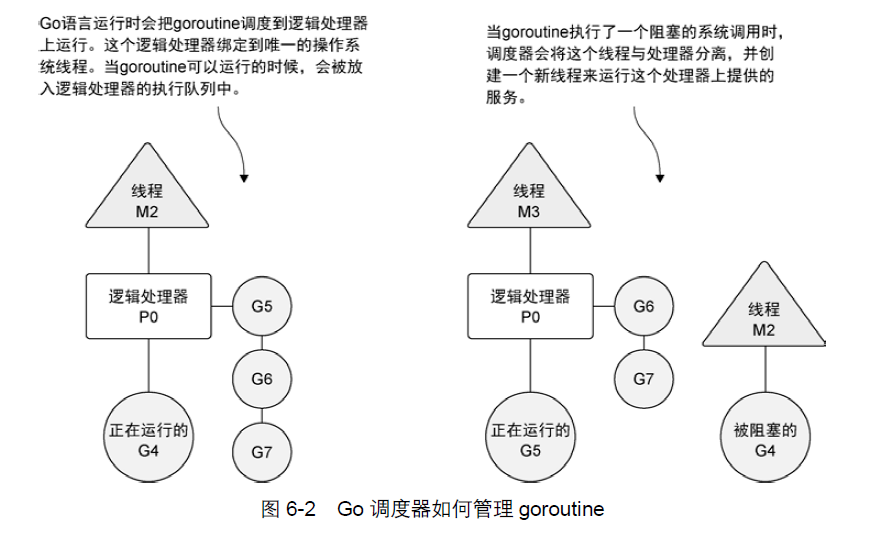 Go语言运行时会把goroutine调度到逻辑处理器
上运行。这个逻辑处理器绑定到唯一的操作系
统线程。当goroutine可以运行的时候，会被放
入逻辑处理器的执行队列中。
线程
M2
逻辑处理器
P0
G5
G6
G7
正在运行的
G4
当goroutine执行了一个阻塞的系统调用时，
调度器会将这个线程与处理器分离，并创
建一个新线程来运行这个处理器上提供的
服务。
线程
M3
逻辑处理器
P0
G6
G7
正在运行的
G5
线程
M2
被阻塞的
G4
图 6-2 Go 调度器如何管理 goroutine